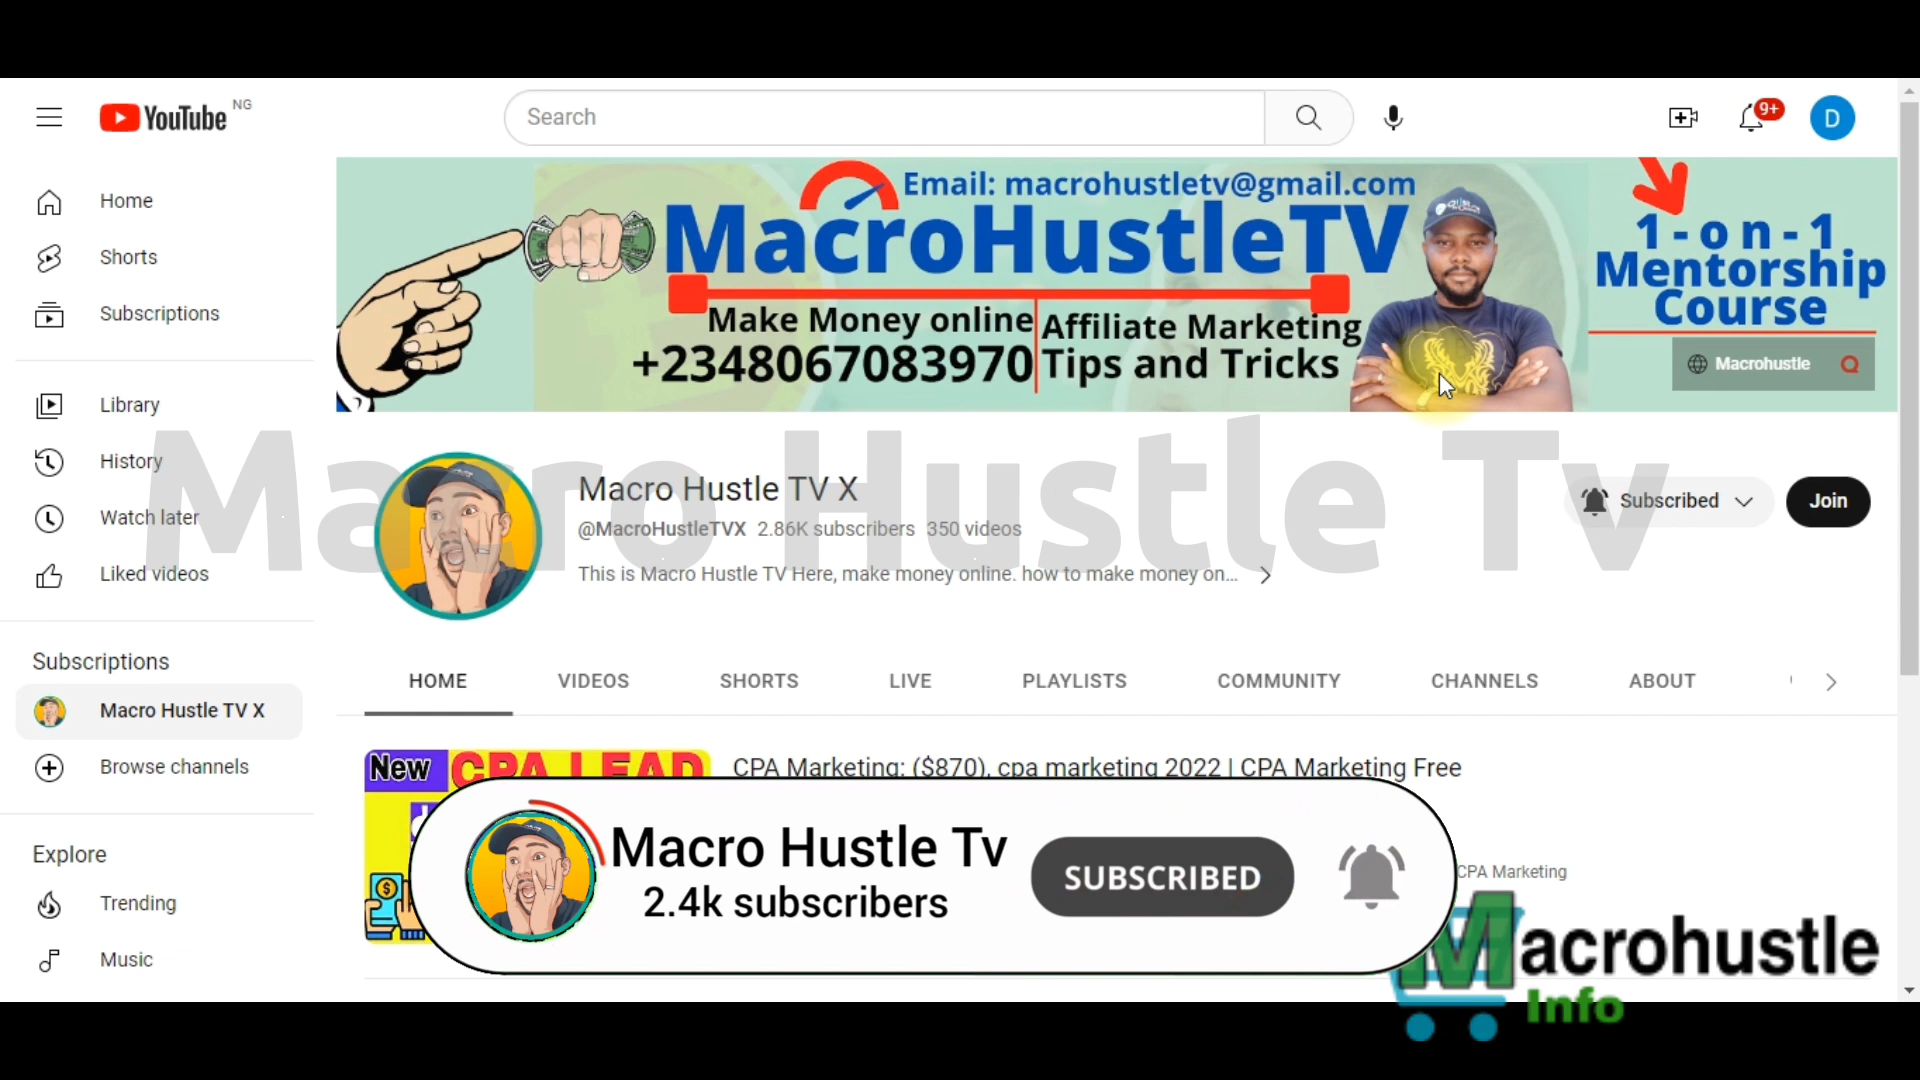 YouTube NG
Search
9+
D
Home
Shorts
Subscriptions
Library
History
Watch later
Liked videos
Subscriptions
Macro Hustle TV X
Browse channels
Explore
Trending
Music
Email: macrohustletv@gmail.com
MacroHustleTV
Make Money online
+2348067083970
Affiliate Marketing
Tips and Tricks
1-on-1
Mentorship
Course
Macrohustle
Macro Hustle Tv
Macro Hustle TV X
@MacroHustleTVX 2.86K subscribers 350 videos
This is Macro Hustle TV Here, make money online. how to make money on...
Subscribed
Join
HOME VIDEOS SHORTS LIVE PLAYLISTS COMMUNITY CHANNELS ABOUT
New CPA LEAD
CPA Marketing: ($870), cpa marketing 2022 | CPA Marketing Free
CPA Marketing
Macro Hustle Tv
2.4k subscribers
SUBSCRIBED
Macrohustle
Info